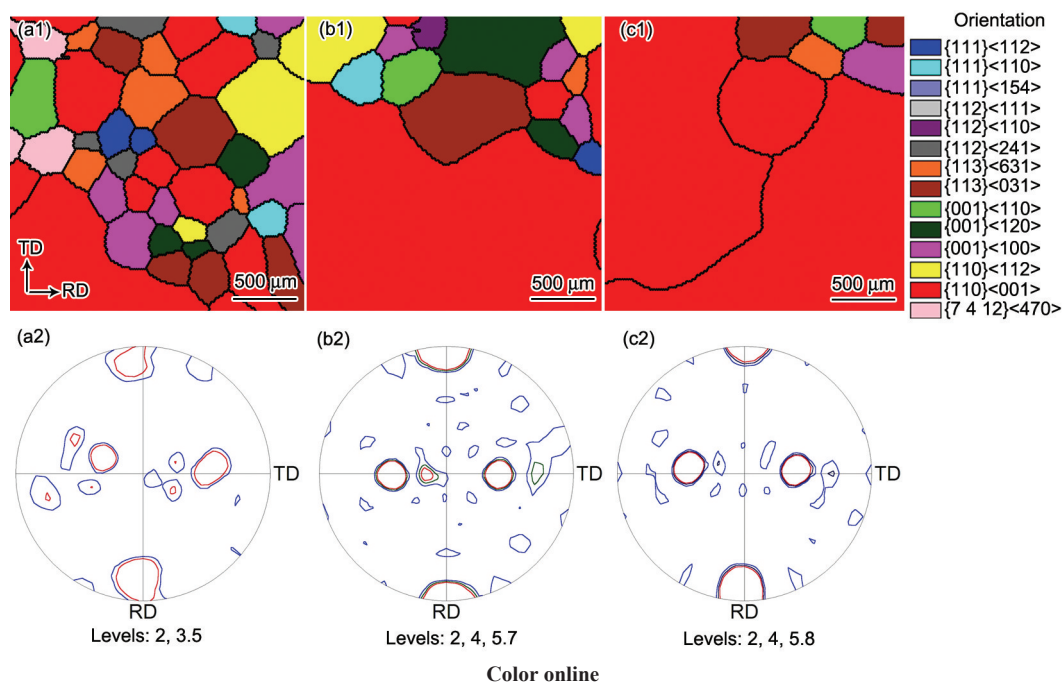 (a1)
(b1)
(c1)
Orientation
{111}<112>
{111}<110>
{111}<154>
{112}<111>
{112}<110>
{112}<241>
{113}<631>
{113}<031>
{001}<110>
{001}<120>
{001}<100>
{110}<112>
{110}<001>
{7 4 12}<470>
TD
RD
500 μm
500 μm
500 μm
(a2)
(b2)
(c2)
TD
TD
TD
RD
RD
RD
Levels: 2, 3.5
Levels: 2, 4, 5.7
Levels: 2, 4, 5.8
Color online